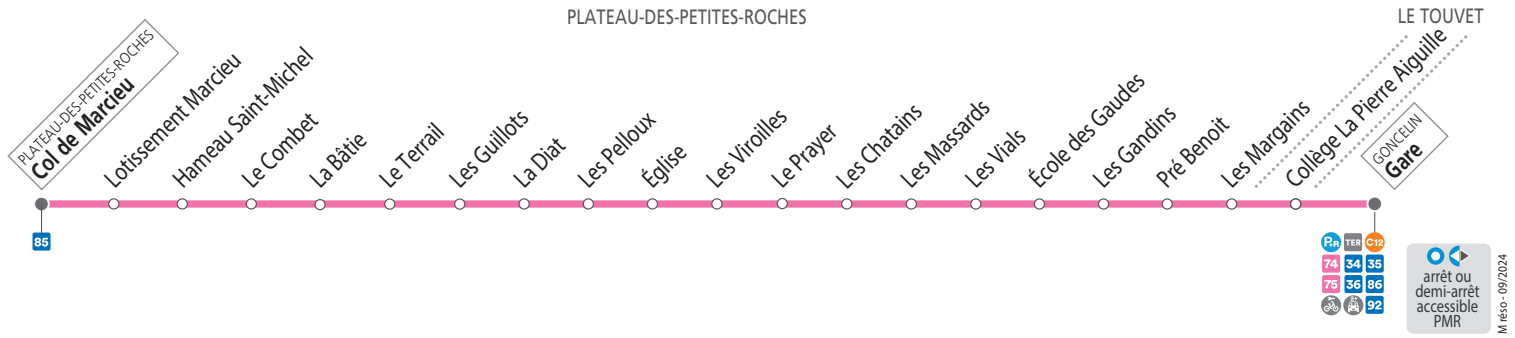 PLATEAU-DES-PETITES-ROCHES
LE TOUVET
PLATEAU-DES-PETITES-ROCHES
Col de Marcieu
Lotissement Marcieu
Hameau Saint-Michel
Le Combet
La Bâtie
Le Terrail
Les Guillots
La Diat
Les Pelloux
Église
Les Viroilles
Le Prayer
Les Chatains
Les Massards
Les Vials
École des Gaudes
Les Gandins
Pré Benoit
Les Margains
Collège La Pierre Aiguille
GONCELIN
Gare
85
P+R TER C12
74 34 35
75 36 86
92
arrêt ou
demi-arrêt
accessible
PMR
M réso - 09/2024